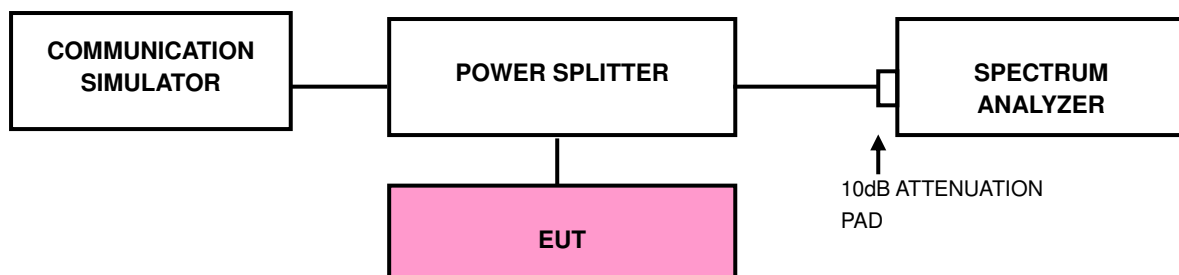 COMMUNICATION
SIMULATOR
POWER SPLITTER
SPECTRUM
ANALYZER
10dB ATTENUATION
PAD
EUT